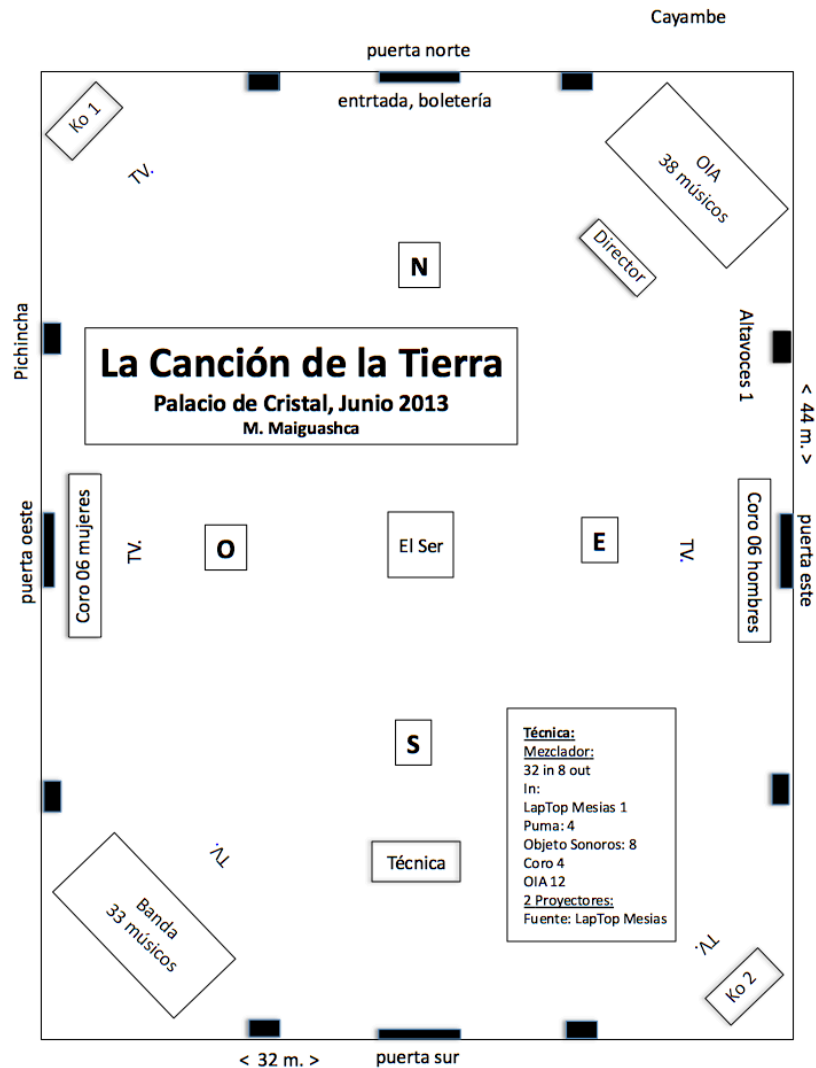 Cayambe
puerta norte
entrtada, boletería
Ko 1
TV.
OIA
38 músicos
Director
N
Pichincha
Altavoces 1
La Canción de la Tierra
Palacio de Cristal, Junio 2013
M. Maiguashca
< 44 m. >
puerta oeste
Coro 06 mujeres
TV.
O
El Ser
E
TV.
Coro 06 hombres
puerta este
S
Técnica:
Mezclador:
32 in 8 out
In:
LapTop Mesias 1
Puma: 4
Objeto Sonoros: 8
Coro 4
OIA 12
2 Proyectores:
Fuente: LapTop Mesias
TV.
Técnica
Banda
33 músicos
TV.
Ko 2
< 32 m. >
puerta sur